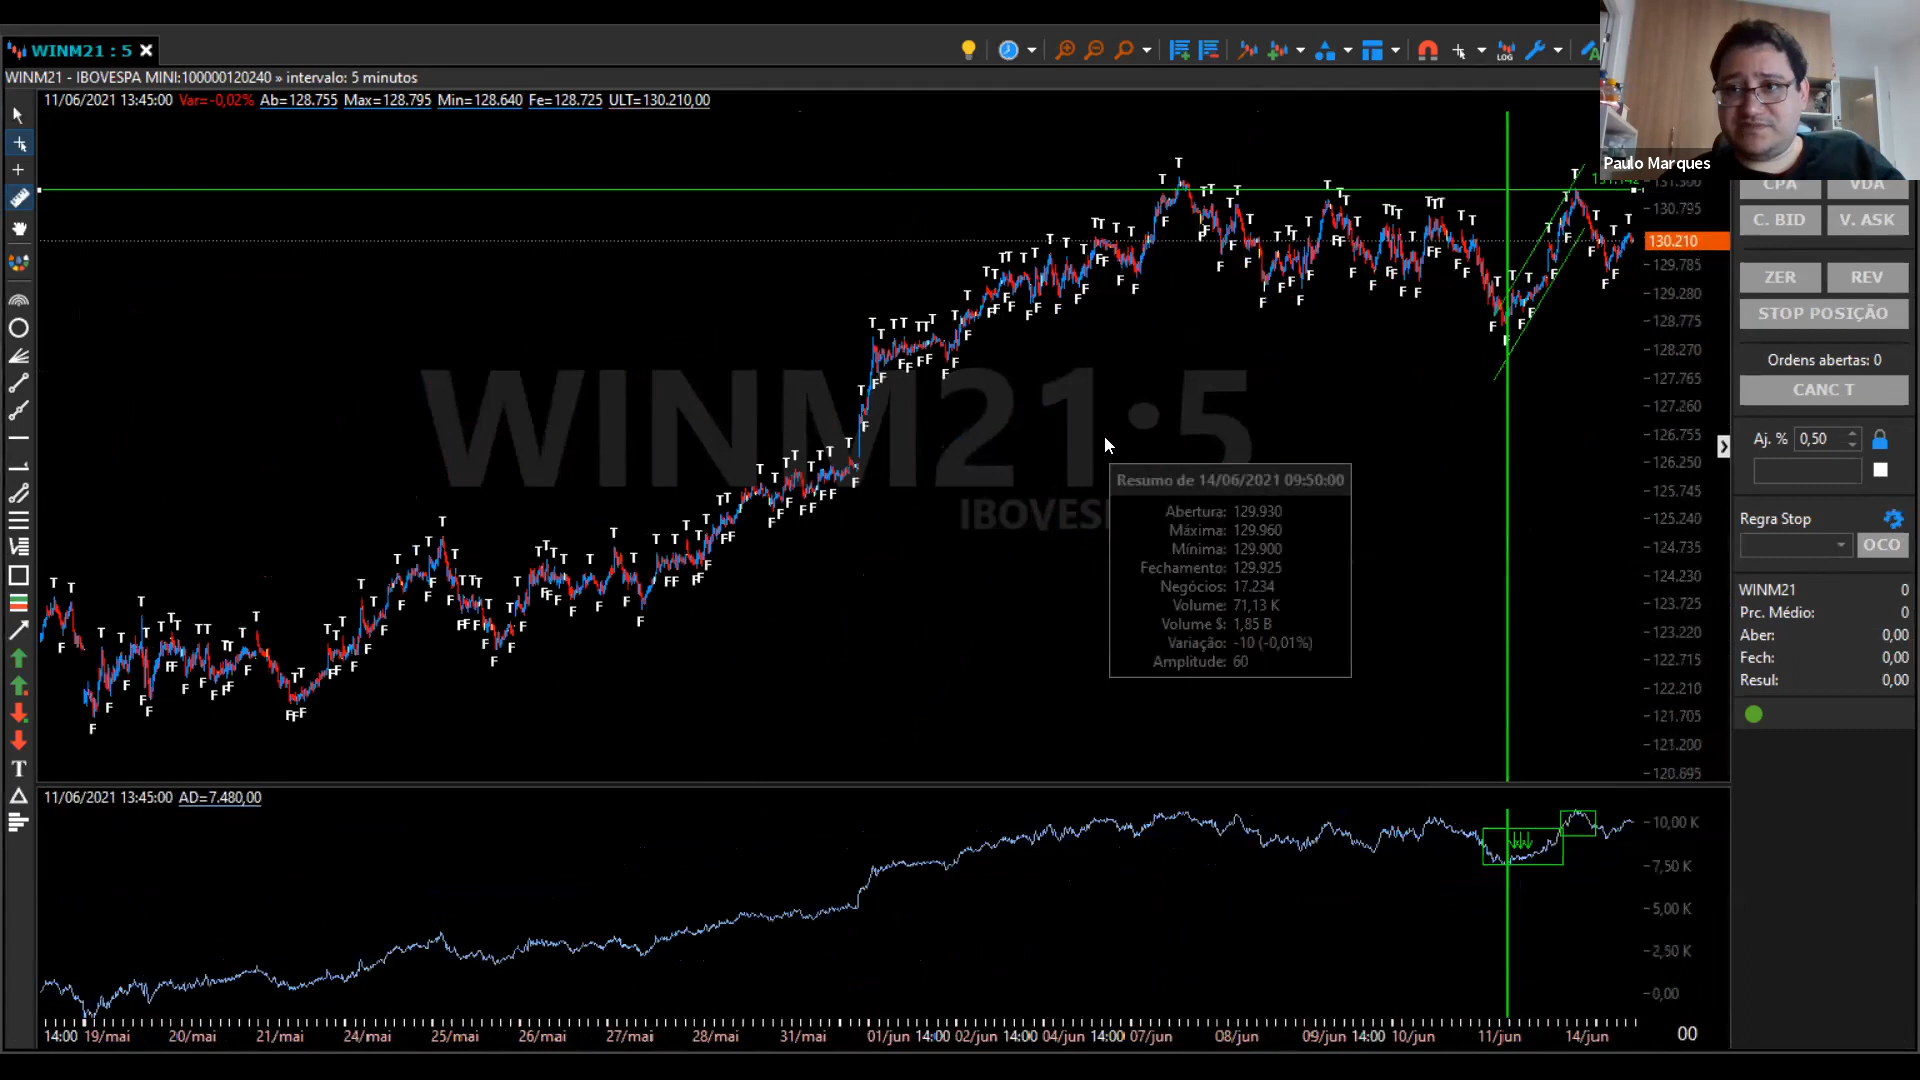 WINM21 : 5
LOG
WINM21 - IBOVESPA MINI:100000120240 » intervalo: 5 minutos
11/06/2021 13:45:00 Var=-0,02% Ab=128.755 Max=128.795 Min=128.640 Fe=128.725 ULT=130.210,00
Paulo Marques
CPA VDA
C. BID V. ASK
ZER REV
STOP POSIÇÃO
Ordens abertas: 0
CANC T
Aj. % 0,50
Regra Stop
OCO
WINM21 0
Prc. Médio: 0
Aber: 0,00
Fech: 0,00
Resul: 0,00
131.300
130.795
130.210
129.785
129.280
128.775
128.270
127.765
127.260
126.755
126.250
125.745
125.240
124.735
124.230
123.725
123.220
122.715
122.210
121.705
121.200
120.695
WINM21:5
IBOVESP
Resumo de 14/06/2021 09:50:00
Abertura: 129.930
Máxima: 129.960
Mínima: 129.900
Fechamento: 129.925
Negócios: 17.234
Volume: 71,13 K
Volume $: 1,85 B
Variação: -10 (-0,01%)
Amplitude: 60
11/06/2021 13:45:00 AD=7.480,00
10,00 K
7,50 K
5,00 K
2,50 K
0,00
14:00 19/mai 20/mai 21/mai 24/mai 25/mai 26/mai 27/mai 28/mai 31/mai 01/jun 14:00 02/jun 14:00 04/jun 14:00 07/jun 08/jun 09/jun 14:00 10/jun 11/jun 14/jun 00